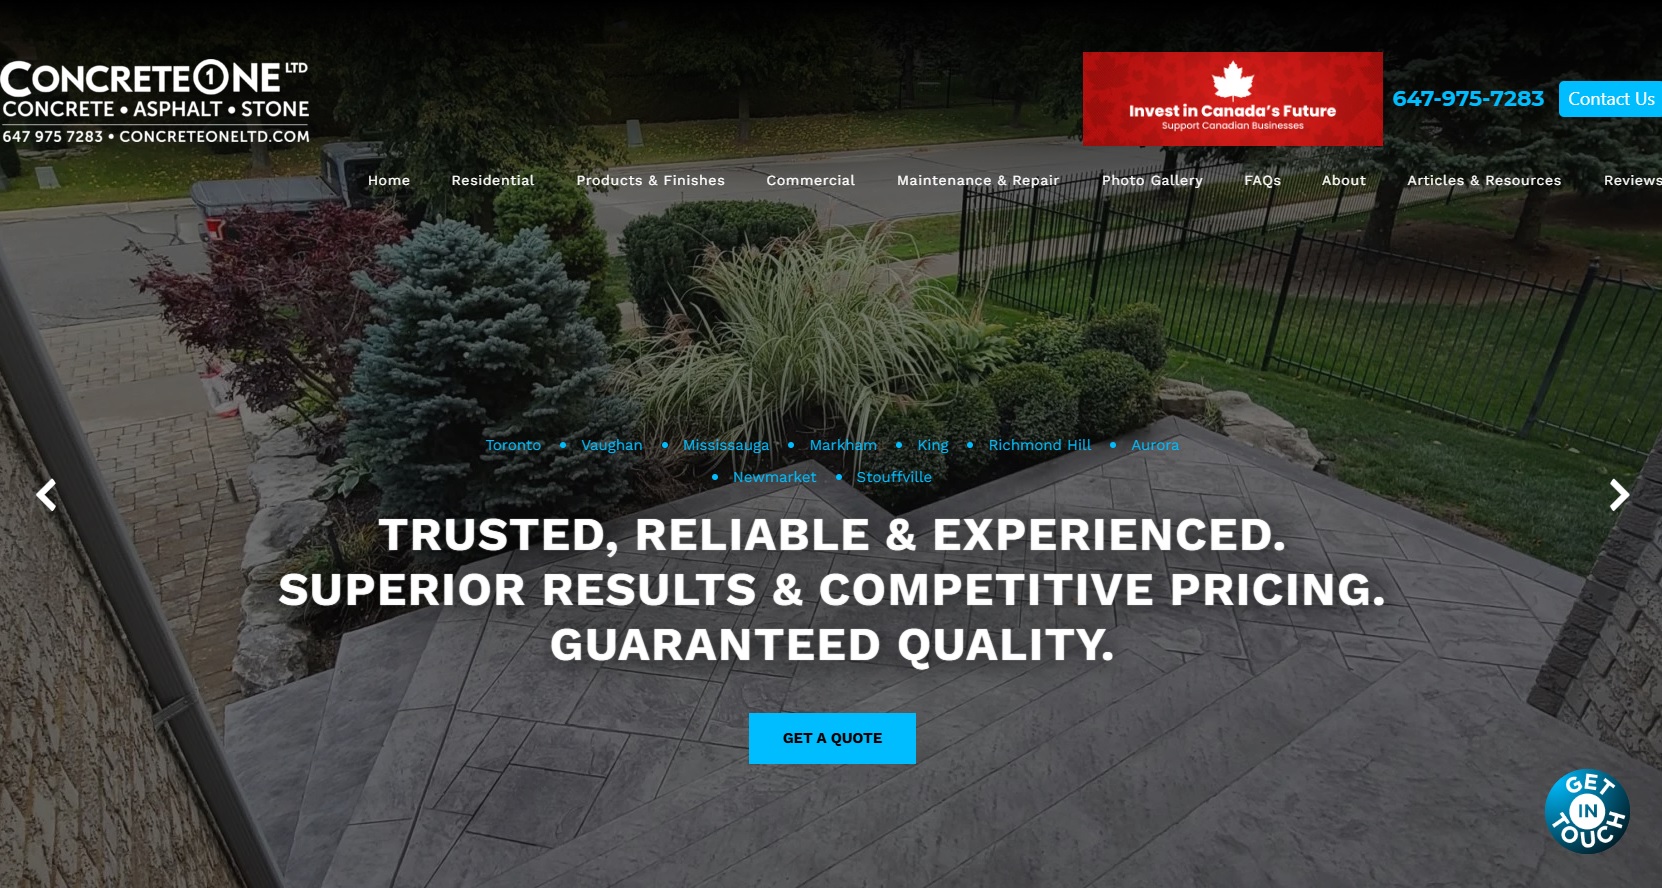 CONCRETE 1 ONE LTD
CONCRETE • ASPHALT • STONE
647 975 7283 • CONCRETEONELTD.COM
Invest in Canada's Future
Support Canadian Businesses
647-975-7283
Contact Us
Home Residential Products & Finishes Commercial Maintenance & Repair Photo Gallery FAQs About Articles & Resources Reviews
Toronto • Vaughan • Mississauga • Markham • King • Richmond Hill • Aurora
• Newmarket • Stouffville
TRUSTED, RELIABLE & EXPERIENCED.
SUPERIOR RESULTS & COMPETITIVE PRICING.
GUARANTEED QUALITY.
GET A QUOTE
GET
IN
TOUCH